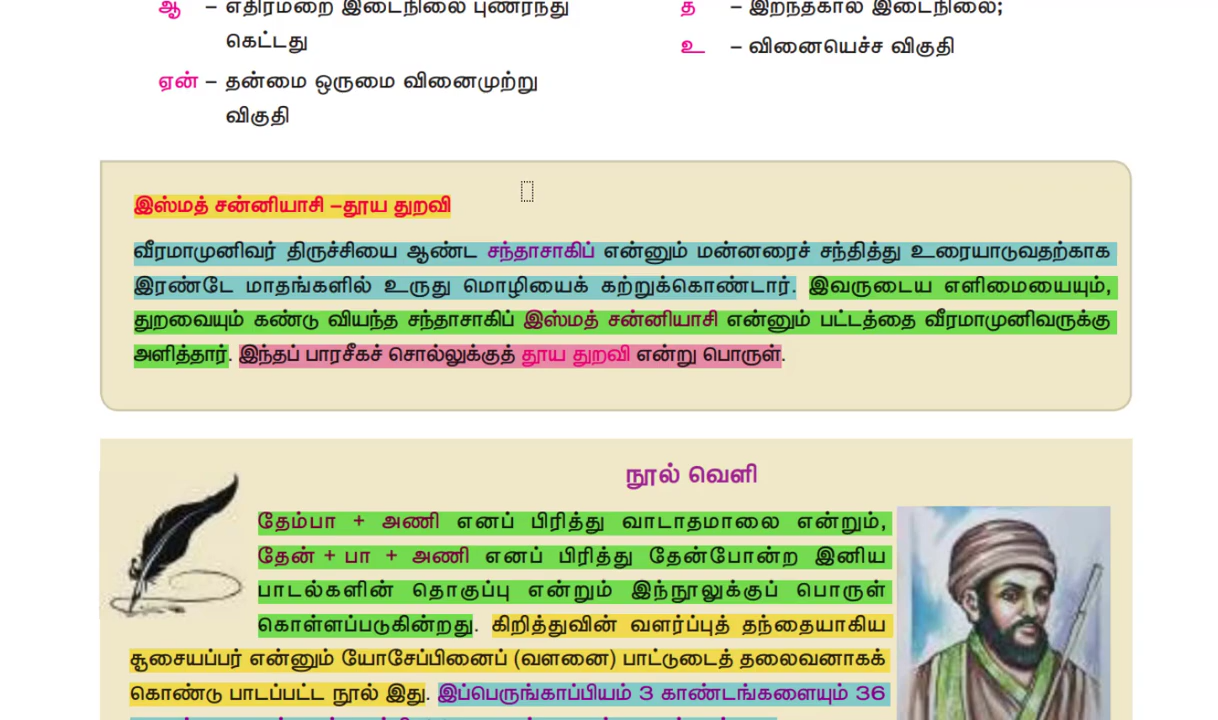 ஆ – எதிர்மறை இடைநிலை புணர்ந்து
கெட்டது
ஏன் – தன்மை ஒருமை வினைமுற்று
விகுதி
த் – இறந்தகால இடைநிலை;
உ – வினையெச்ச விகுதி
இஸ்மத் சன்னியாசி –தூய துறவி
வீரமாமுனிவர் திருச்சியை ஆண்ட சந்தாசாகிப் என்னும் மன்னரைச் சந்தித்து உரையாடுவதற்காக
இரண்டே மாதங்களில் உருது மொழியைக் கற்றுக்கொண்டார். இவருடைய எளிமையையும்,
துறவையும் கண்டு வியந்த சந்தாசாகிப் இஸ்மத் சன்னியாசி என்னும் பட்டத்தை வீரமாமுனிவருக்கு
அளித்தார். இந்தப் பாரசீகச் சொல்லுக்குத் தூய துறவி என்று பொருள்.
நூல் வெளி
தேம்பா + அணி எனப் பிரித்து வாடாதமாலை என்றும்,
தேன் + பா + அணி எனப் பிரித்து தேன்போன்ற இனிய
பாடல்களின் தொகுப்பு என்றும் இந்நூலுக்குப் பொருள்
கொள்ளப்படுகின்றது. கிறித்துவின் வளர்ப்புத் தந்தையாகிய
சூசையப்பர் என்னும் யோசேப்பினைப் (வளனை) பாட்டுடைத் தலைவனாகக்
கொண்டு பாடப்பட்ட நூல் இது. இப்பெருங்காப்பியம் 3 காண்டங்களையும் 36